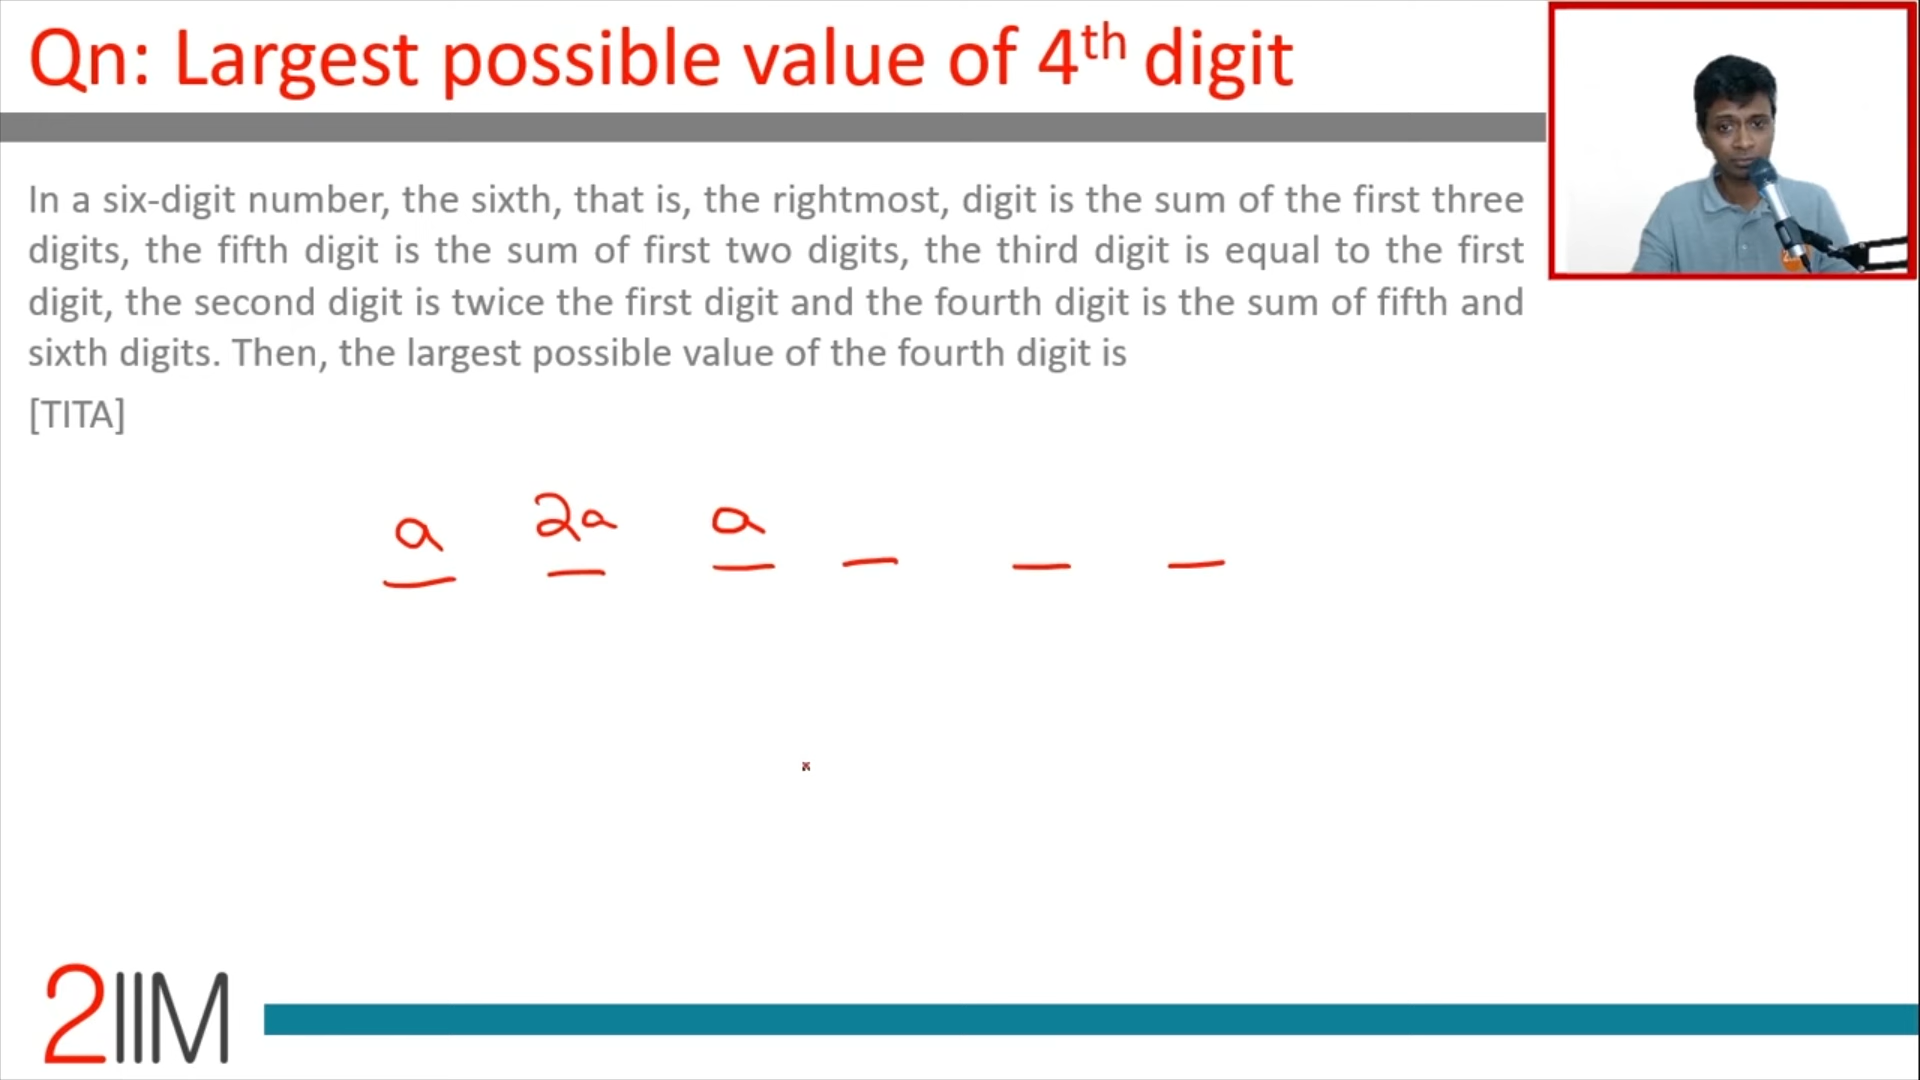 Qn: Largest possible value of 4th digit
In a six-digit number, the sixth, that is, the rightmost, digit is the sum of the first three
digits, the fifth digit is the sum of first two digits, the third digit is equal to the first
digit, the second digit is twice the first digit and the fourth digit is the sum of fifth and
sixth digits. Then, the largest possible value of the fourth digit is
[TITA]
a 2a a
2IIM